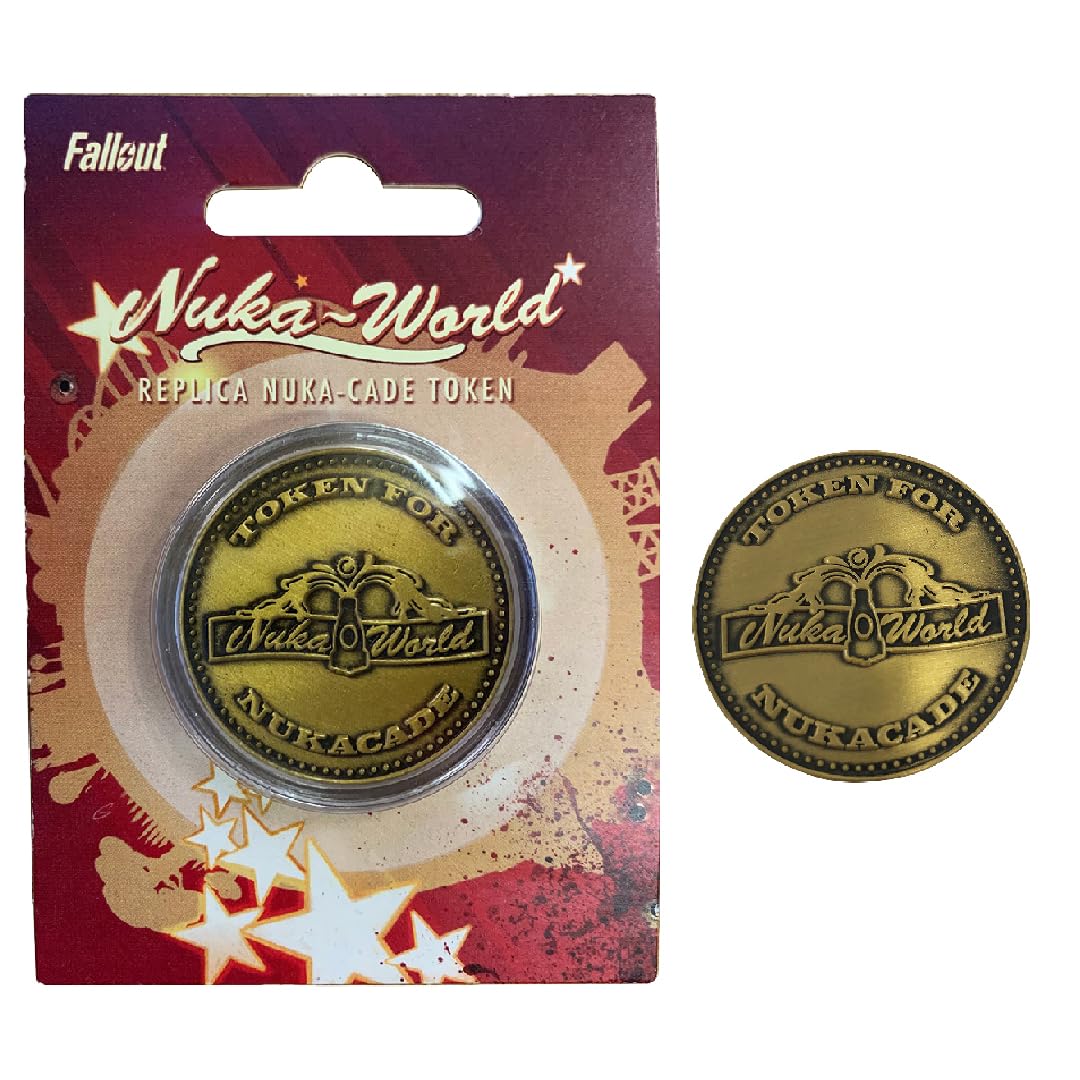 Fallout
Nuka~World
REPLICA NUKA-CADE TOKEN
TOKEN FOR
Nuka World
NUKACADE
TOKEN FOR
Nuka World
NUKACADE